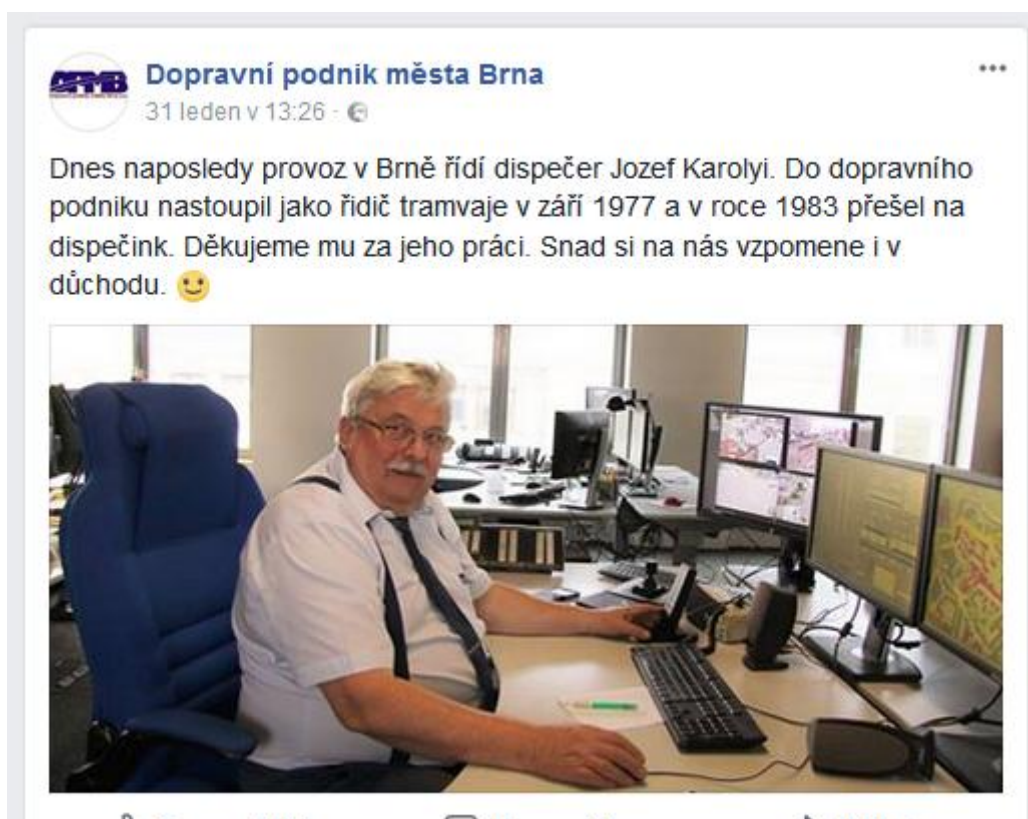 DPMB
Dopravní podnik města Brna
31 leden v 13:26 ·
Dnes naposledy provoz v Brně řídí dispečer Jozef Karolyi. Do dopravního
podniku nastoupil jako řidič tramvaje v září 1977 a v roce 1983 přešel na
dispečink. Děkujeme mu za jeho práci. Snad si na nás vzpomene i v
důchodu. 🙂